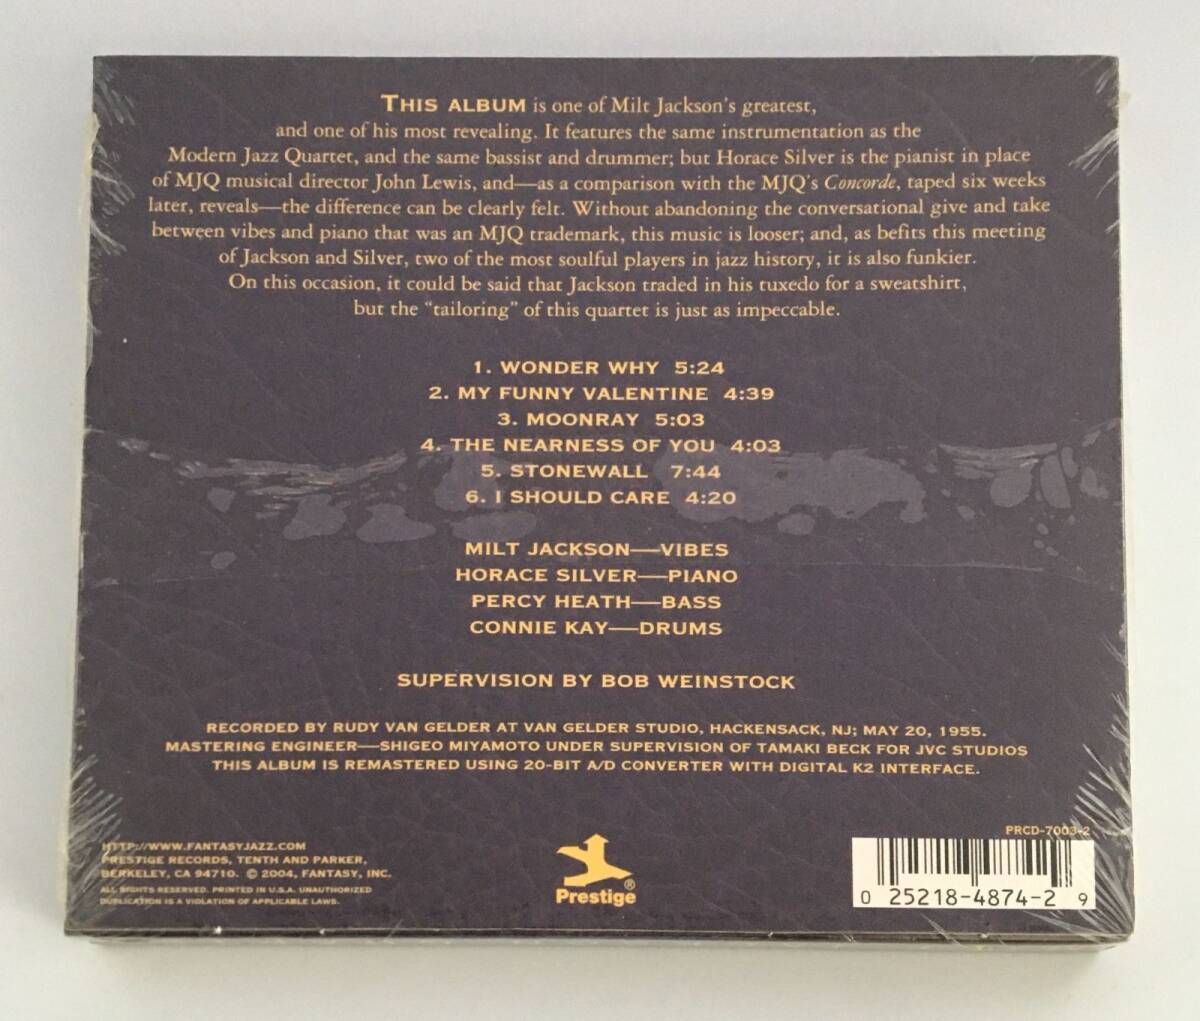 THIS ALBUM is one of Milt Jackson's greatest,
and one of his most revealing. It features the same instrumentation as the
Modern Jazz Quartet, and the same bassist and drummer; but Horace Silver is the pianist in place
of MJQ musical director John Lewis, and—as a comparison with the MJQ's Concorde, taped six weeks
later, reveals—the difference can be clearly felt. Without abandoning the conversational give and take
between vibes and piano that was an MJQ trademark, this music is looser; and, as befits this meeting
of Jackson and Silver, two of the most soulful players in jazz history, it is also funkier.
On this occasion, it could be said that Jackson traded in his tuxedo for a sweatshirt,
but the "tailoring" of this quartet is just as impeccable.
1. WONDER WHY 5:24
2. MY FUNNY VALENTINE 4:39
3. MOONRAY 5:03
4. THE NEARNESS OF YOU 4:03
5. STONEWALL 7:44
6. I SHOULD CARE 4:20
MILT JACKSON—VIBES
HORACE SILVER—PIANO
PERCY HEATH—BASS
CONNIE KAY—DRUMS
SUPERVISION BY BOB WEINSTOCK
RECORDED BY RUDY VAN GELDER AT VAN GELDER STUDIO, HACKENSACK, NJ; MAY 20, 1955.
MASTERING ENGINEER—SHIGEO MIYAMOTO UNDER SUPERVISION OF TAMAKI BECK FOR JVC STUDIOS
THIS ALBUM IS REMASTERED USING 20-BIT A/D CONVERTER WITH DIGITAL K2 INTERFACE.
HTTP://WWW.FANTASYJAZZ.COM
PRESTIGE RECORDS, TENTH AND PARKER,
BERKELEY, CA 94710. © 2004, FANTASY, INC.
ALL RIGHTS RESERVED. PRINTED IN U.S.A. UNAUTHORIZED
DUPLICATION IS A VIOLATION OF APPLICABLE LAWS.
Prestige®
PRCD-7003-2
0 25218-4874-2 9